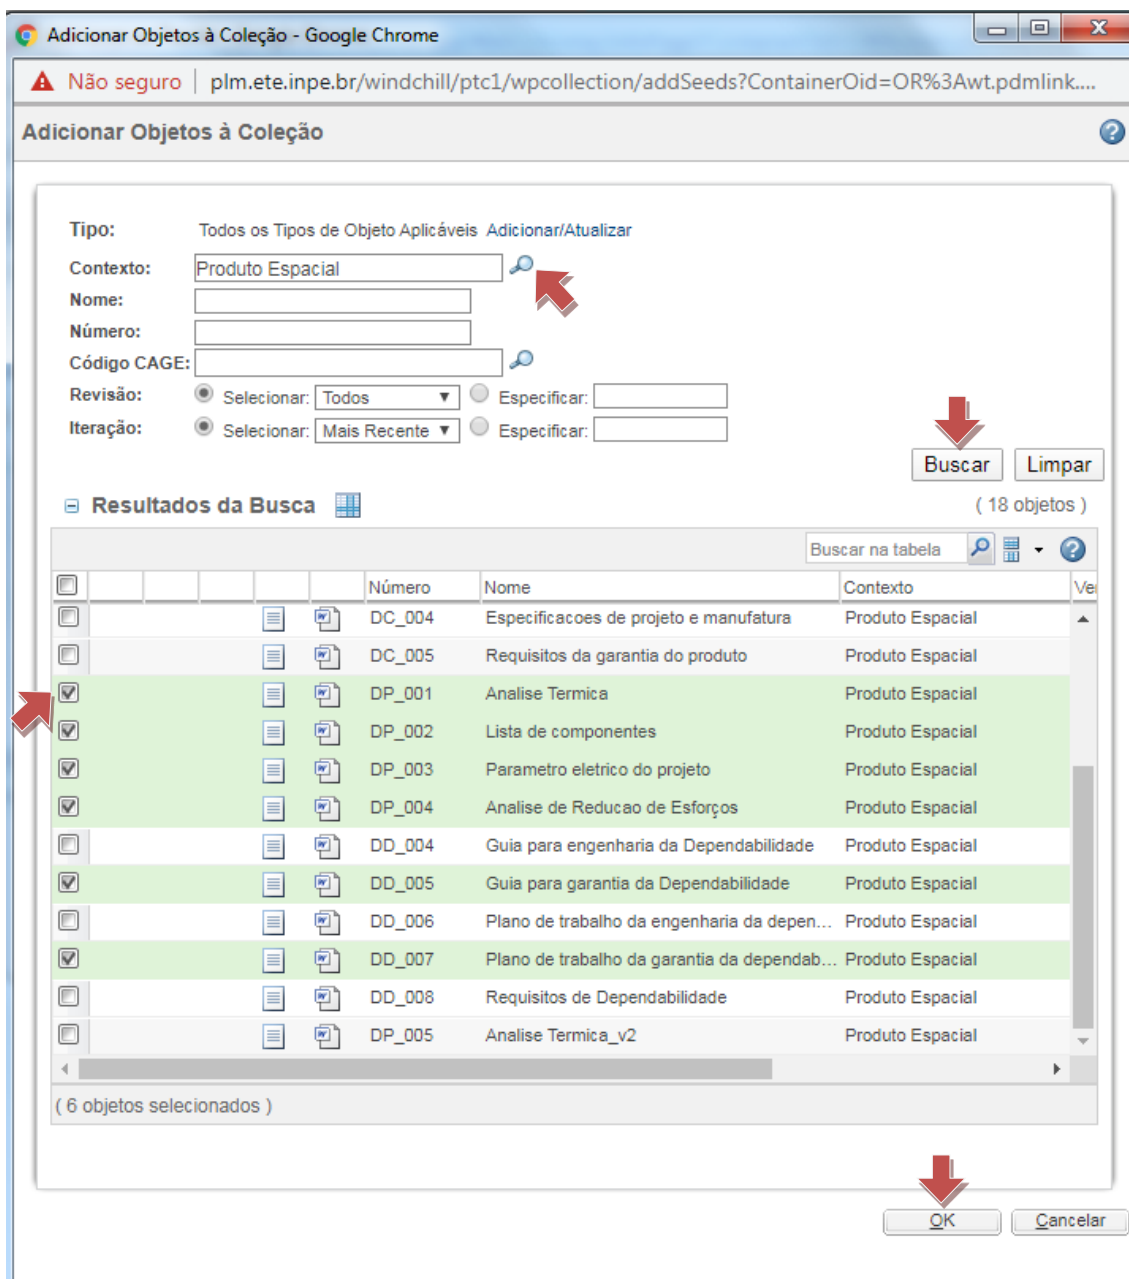 Adicionar Objetos à Coleção - Google Chrome
Não seguro | plm.ete.inpe.br/windchill/ptc1/wpcollection/addSeeds?ContainerOid=OR%3Awt.pdmlink....
Adicionar Objetos à Coleção
Tipo: Todos os Tipos de Objeto Aplicáveis Adicionar/Atualizar
Contexto: Produto Espacial
Nome:
Número:
Código CAGE:
Revisão: Selecionar: Todos Especificar:
Iteração: Selecionar: Mais Recente Especificar:
Buscar Limpar
Resultados da Busca ( 18 objetos )
Buscar na tabela
Número Nome Contexto Ver
DC_004 Especificacoes de projeto e manufatura Produto Espacial
DC_005 Requisitos da garantia do produto Produto Espacial
DP_001 Analise Termica Produto Espacial
DP_002 Lista de componentes Produto Espacial
DP_003 Parametro eletrico do projeto Produto Espacial
DP_004 Analise de Reducao de Esforços Produto Espacial
DD_004 Guia para engenharia da Dependabilidade Produto Espacial
DD_005 Guia para garantia da Dependabilidade Produto Espacial
DD_006 Plano de trabalho da engenharia da depen... Produto Espacial
DD_007 Plano de trabalho da garantia da dependab... Produto Espacial
DD_008 Requisitos de Dependabilidade Produto Espacial
DP_005 Analise Termica_v2 Produto Espacial
( 6 objetos selecionados )
OK Cancelar